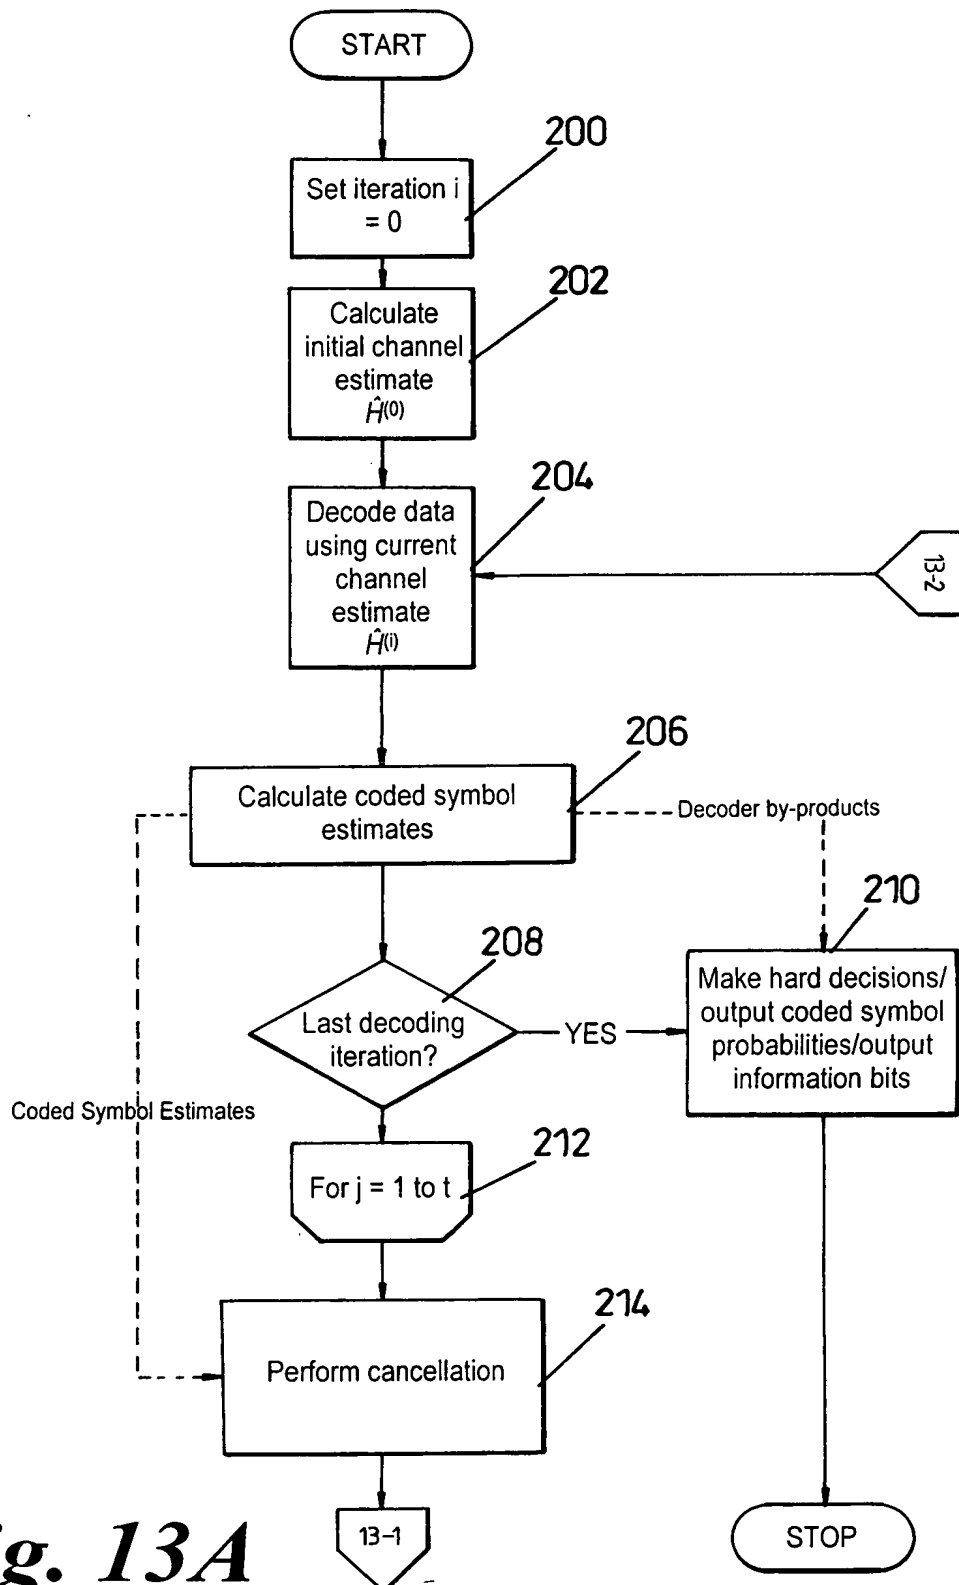 START
200
Set iteration i
= 0
202
Calculate
initial channel
estimate
Ĥ(0)
204
Decode data
using current
channel
estimate
Ĥ(i)
13-2
206
Calculate coded symbol
estimates
Decoder by-products
210
Make hard decisions/
output coded symbol
probabilities/output
information bits
208
Last decoding
iteration?
YES
Coded Symbol Estimates
212
For j = 1 to t
214
Perform cancellation
13-1
STOP
ig. 13A